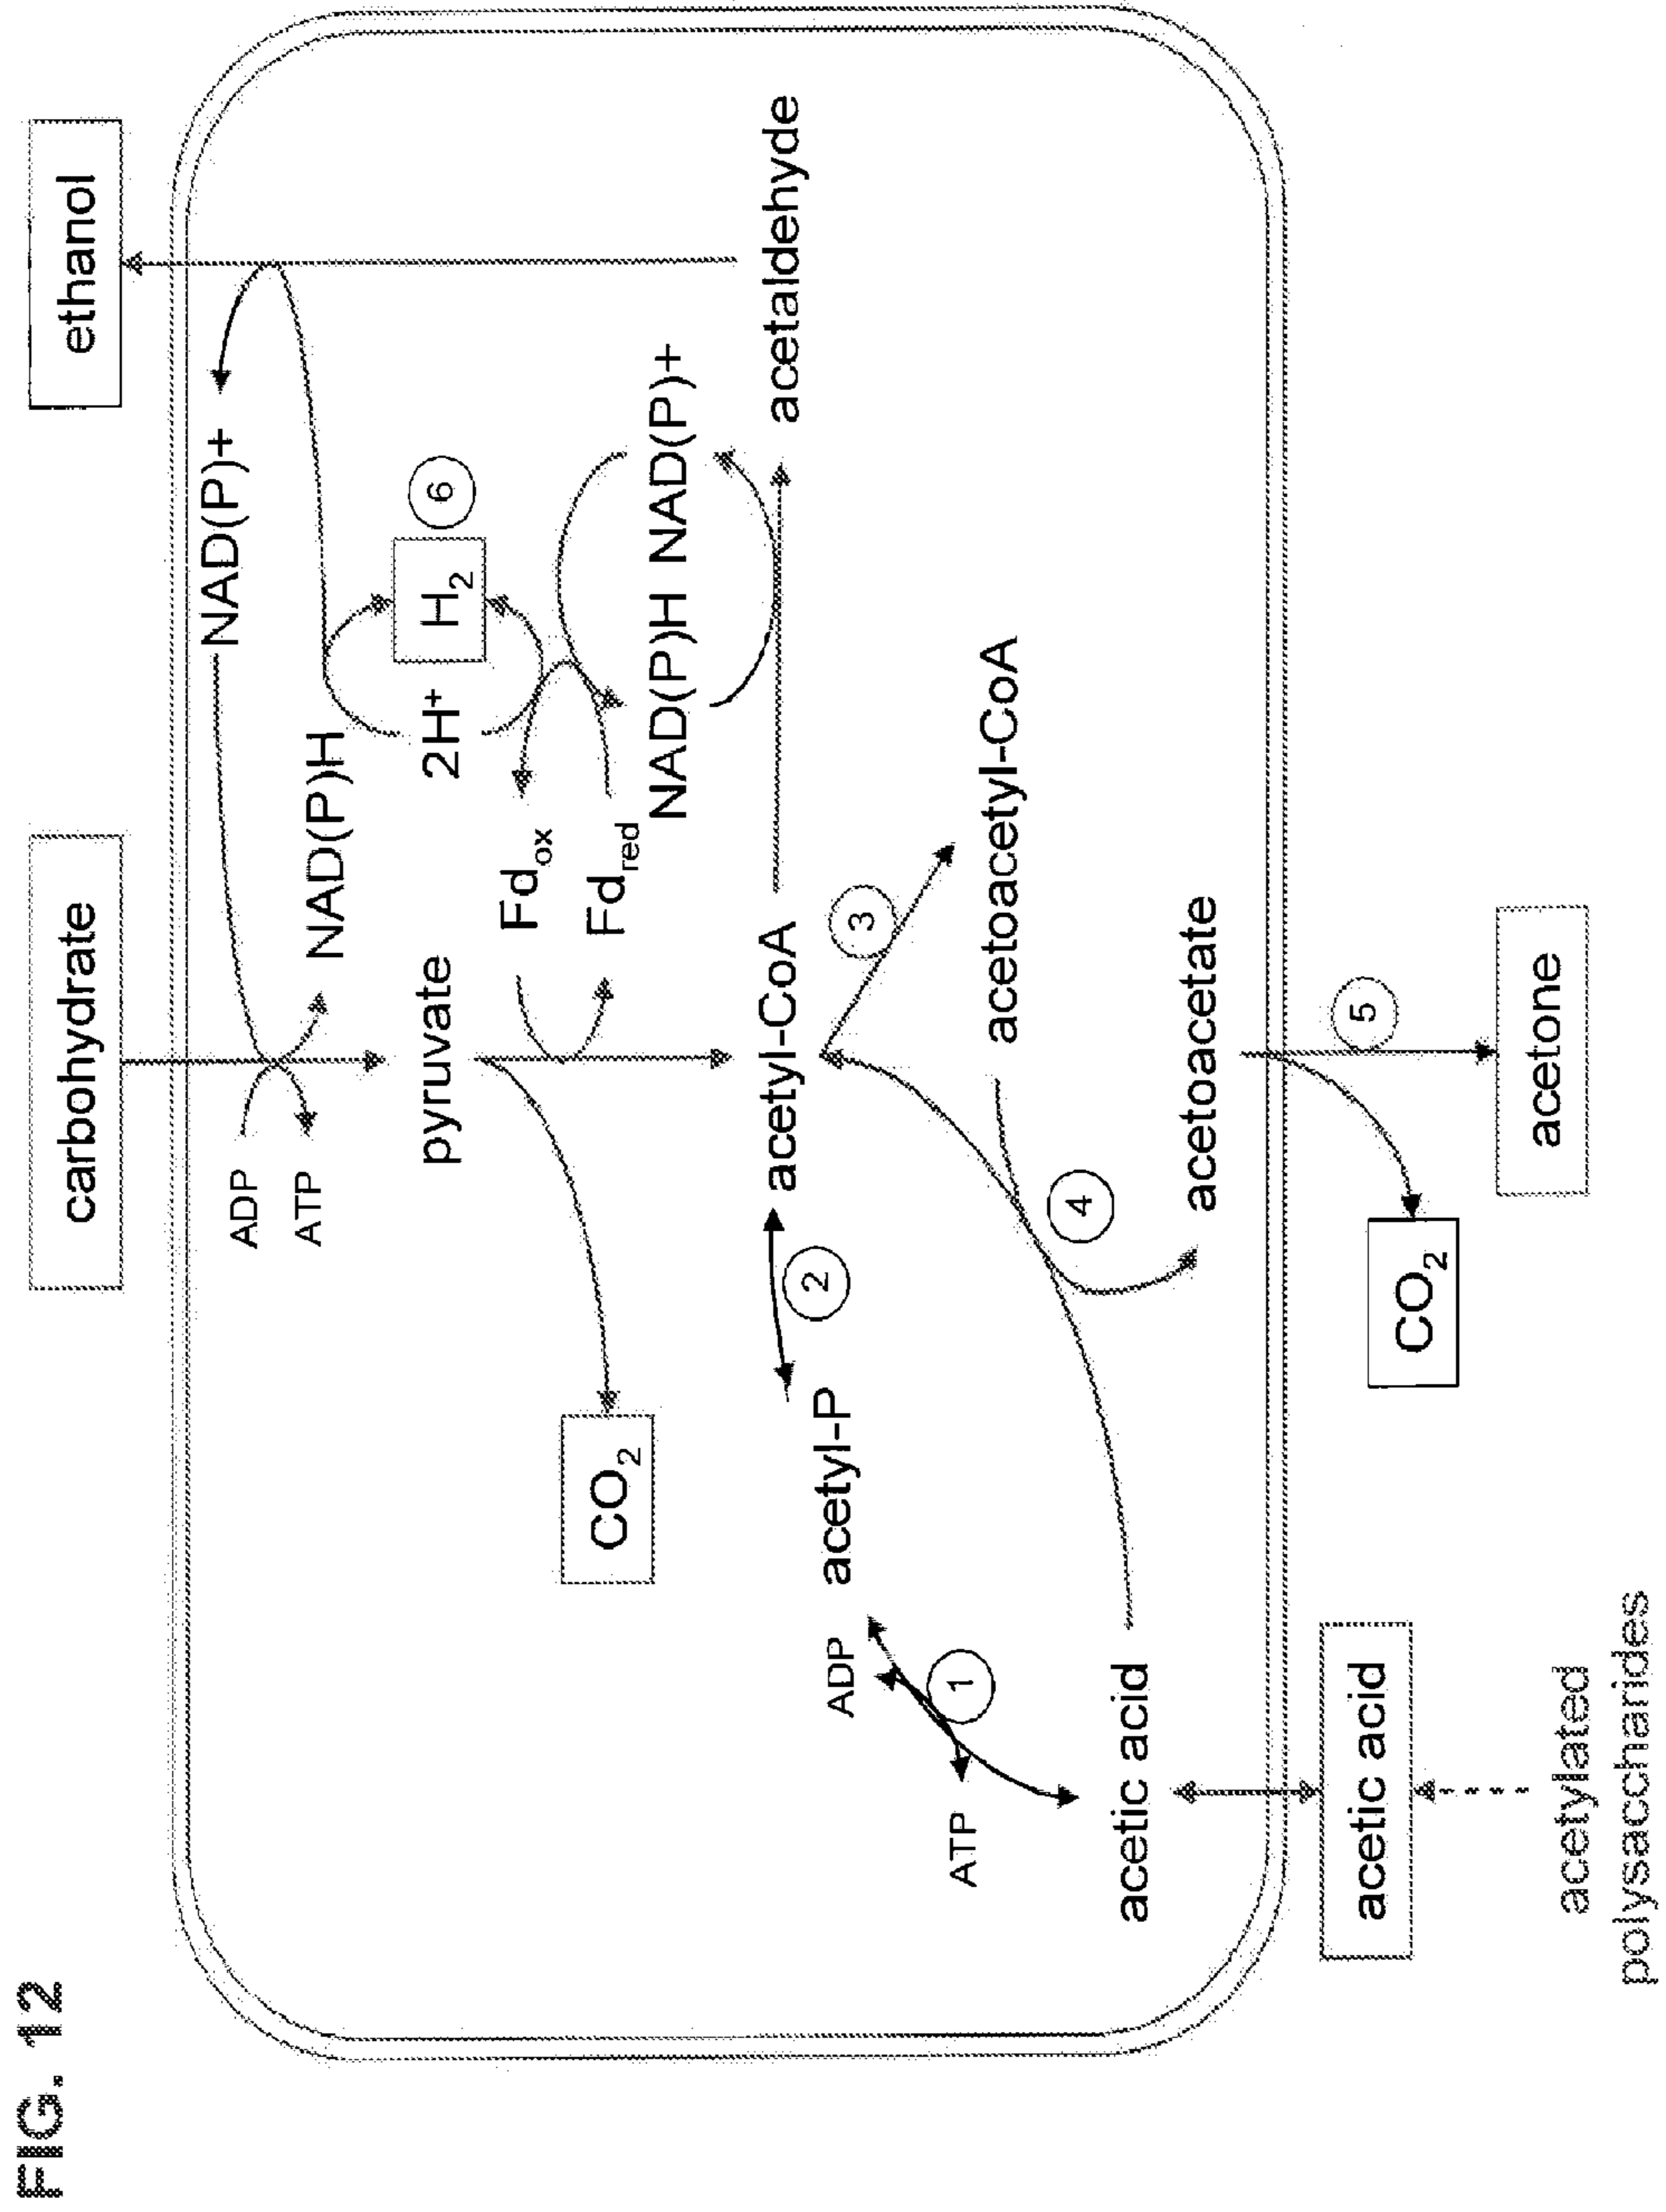 FIG. 12
carbohydrate
ethanol
ADP
ATP
NAD(P)+
NAD(P)H
pyruvate
2H+
H2
6
CO2
Fdox
Fdred
NAD(P)H NAD(P)+
acetyl-P
2
acetyl-CoA
acetaldehyde
ADP
ATP
1
3
acetoacetyl-CoA
4
acetic acid
acetoacetate
5
acetic acid
CO2
acetone
acetylated
polysaccharides